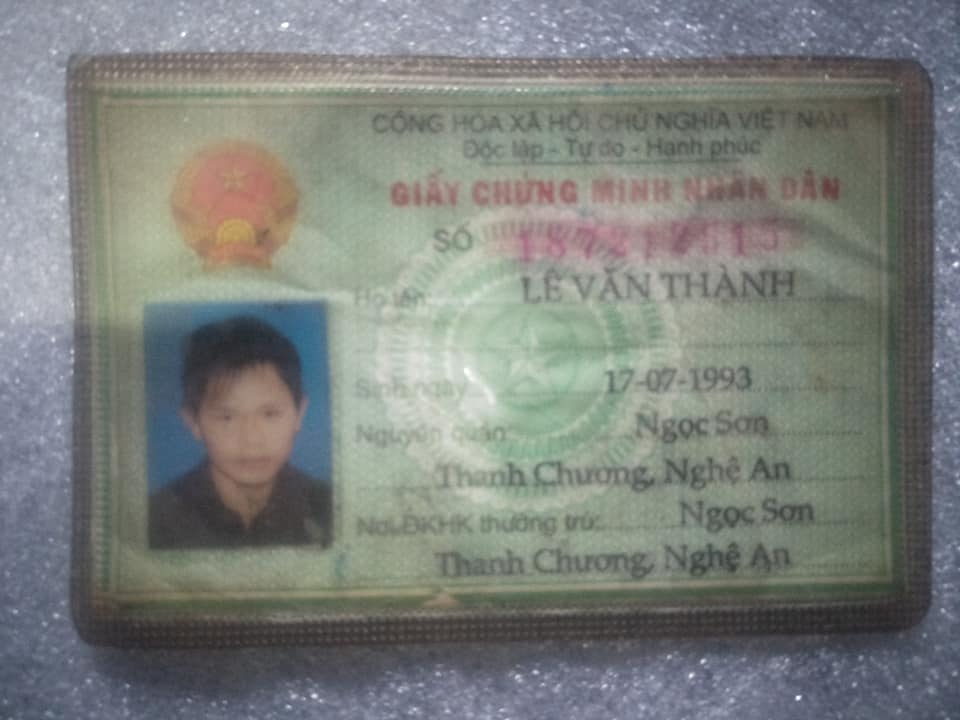 CỘNG HÒA XÃ HỘI CHỦ NGHĨA VIỆT NAM
Độc lập - Tự do - Hạnh phúc
GIẤY CHỨNG MINH NHÂN DÂN
SỐ
Họ tên: LÊ VĂN THÀNH
Sinh ngày 17-07-1993
Nguyên quán: Ngọc Sơn
Thanh Chương, Nghệ An
Nơi ĐKHK thường trú: Ngọc Sơn
Thanh Chương, Nghệ An